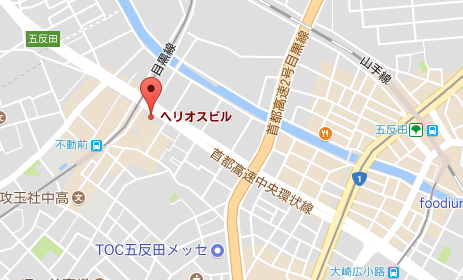 五反田
目黒線
首都高速2号目黒線
山手線
ヘリオスビル
五反田
不動前
首都高速中央環状線
1
攻玉社中高
foodium
TOC五反田メッセ
大崎広小路